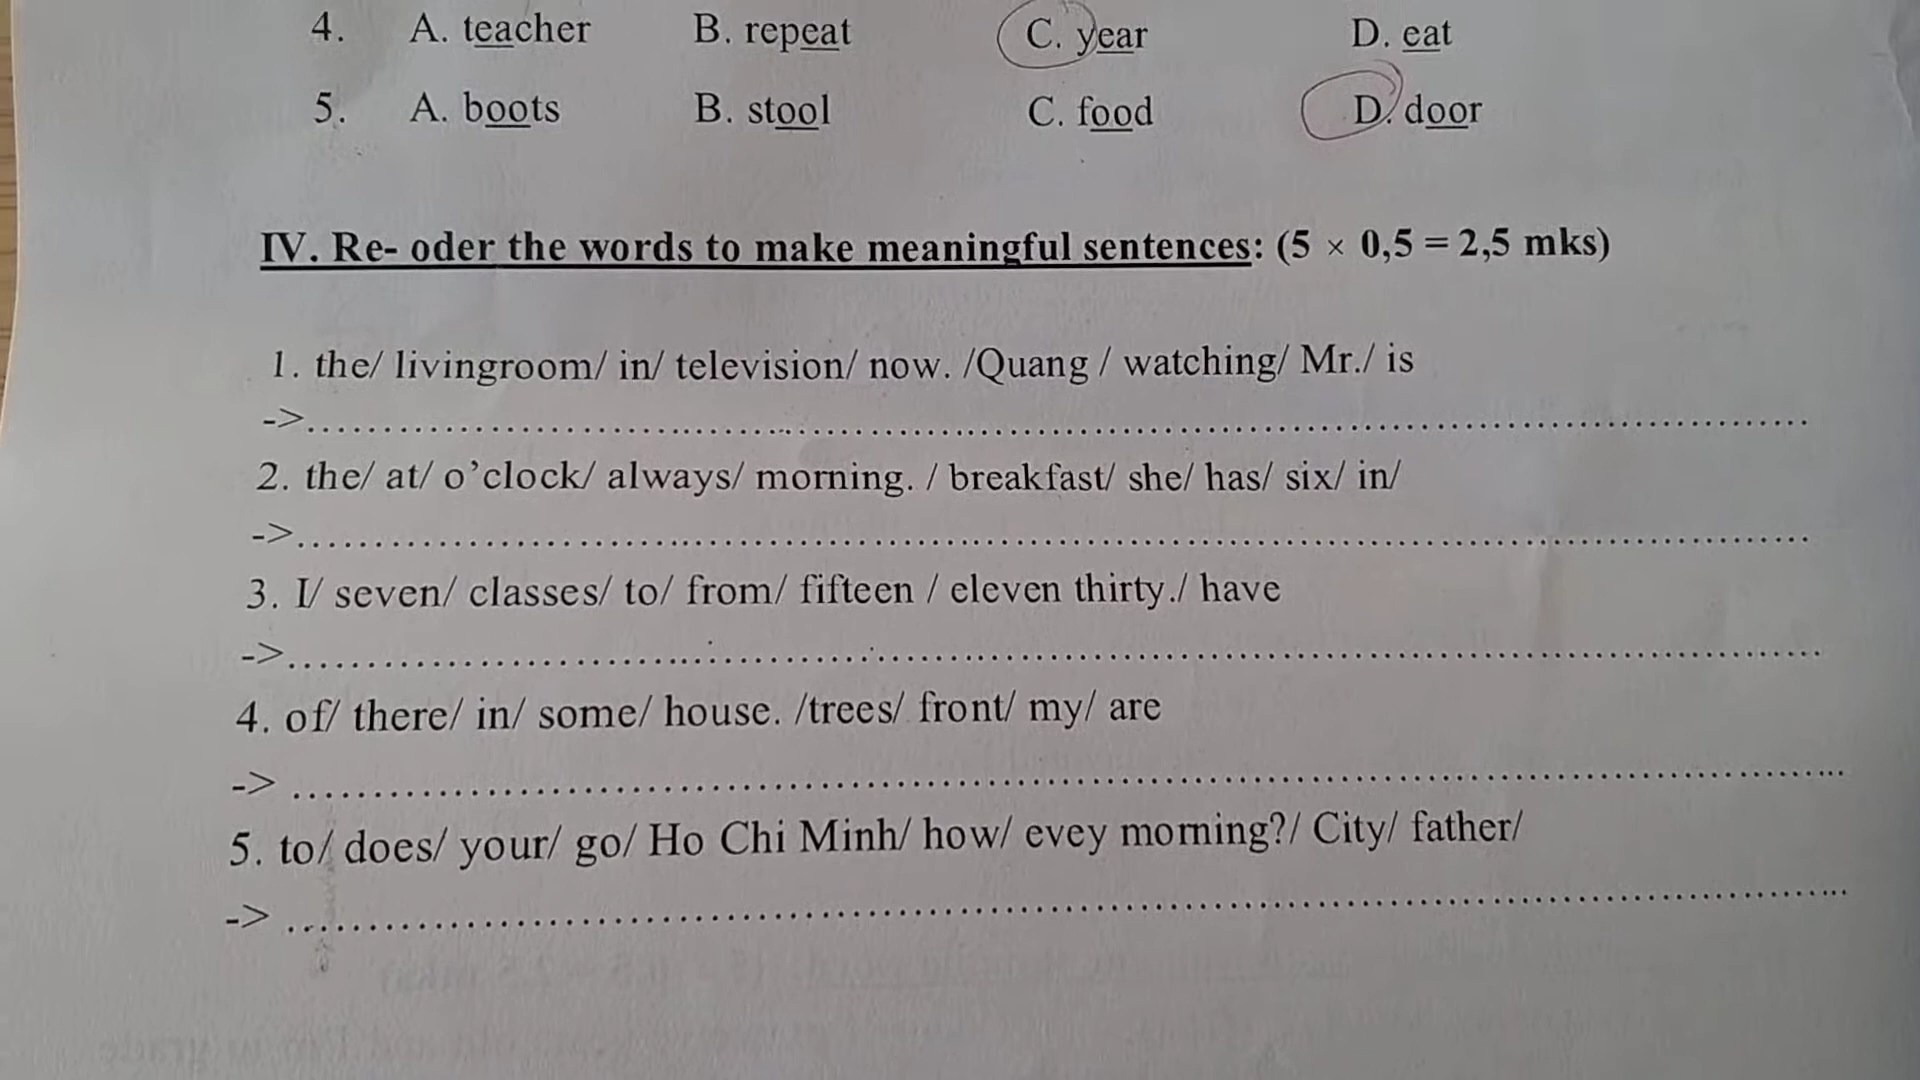 4. A. teacher B. repeat C. year D. eat
5. A. boots B. stool C. food D. door
IV. Re- oder the words to make meaningful sentences: (5 × 0,5 = 2,5 mks)
1. the/ livingroom/ in/ television/ now. /Quang / watching/ Mr./ is
->..........................................................................................
2. the/ at/ o’clock/ always/ morning. / breakfast/ she/ has/ six/ in/
->..........................................................................................
3. I/ seven/ classes/ to/ from/ fifteen / eleven thirty./ have
->..........................................................................................
4. of/ there/ in/ some/ house. /trees/ front/ my/ are
-> ..........................................................................................
5. to/ does/ your/ go/ Ho Chi Minh/ how/ evey morning?/ City/ father/
-> ..........................................................................................